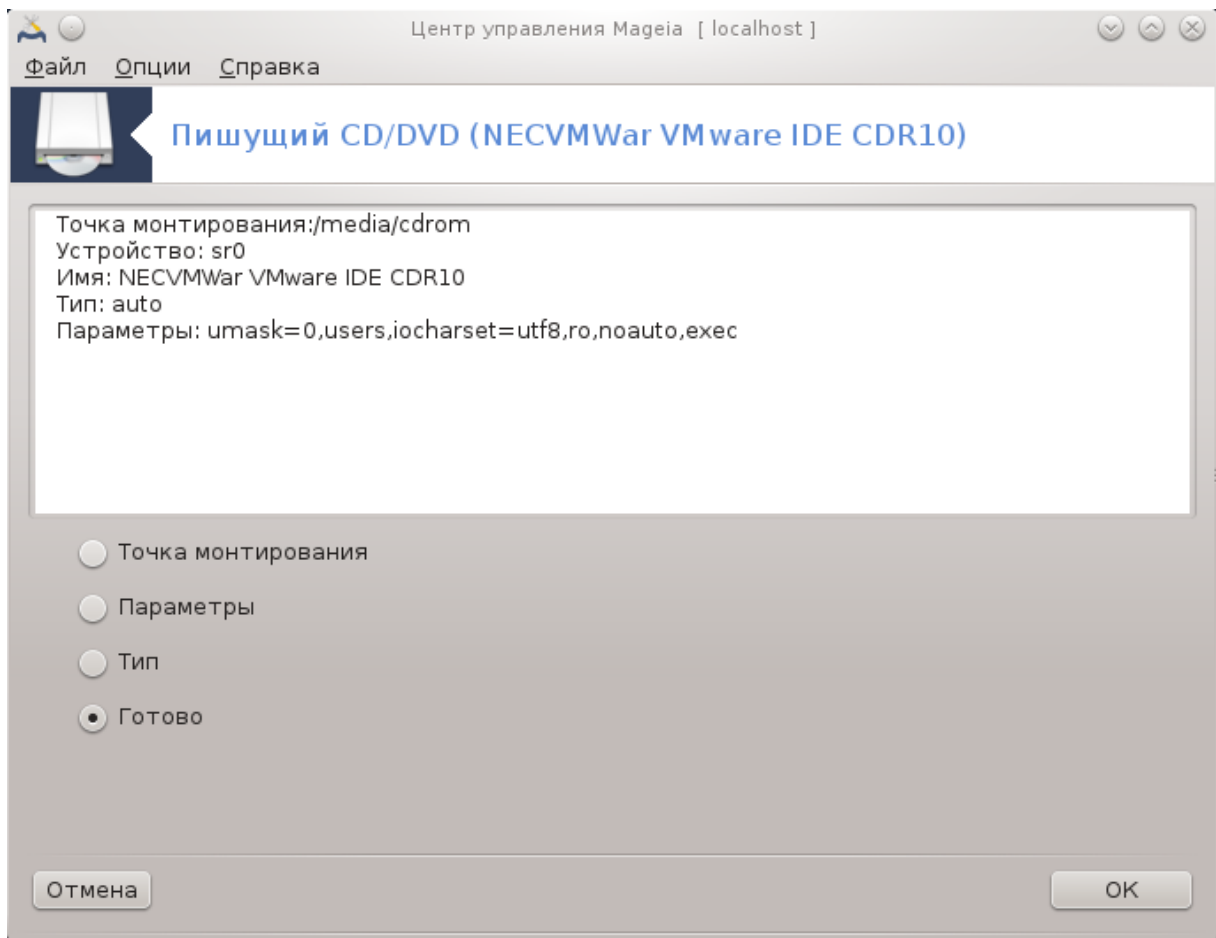 Центр управления Mageia [ localhost ]
Файл Опции Справка
Пишущий CD/DVD (NECVMWar VMware IDE CDR10)
Точка монтирования:/media/cdrom
Устройство: sr0
Имя: NECVMWar VMware IDE CDR10
Тип: auto
Параметры: umask=0,users,iocharset=utf8,ro,noauto,exec
Точка монтирования
Параметры
Тип
Готово
Отмена OK